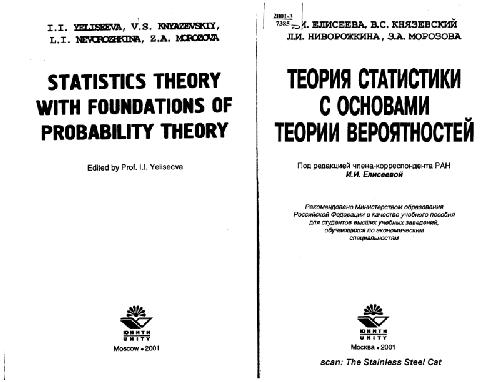 I.I. YELISEEVA, V.S. KNYAZEVSKIY,
L.I. NEVOROZHKINA, Z.A. MOROZOVA
STATISTICS THEORY
WITH FOUNDATIONS OF
PROBABILITY THEORY
Edited by Prof. I.I. Yeliseeva
ЮНИТИ
UNITY
Moscow • 2001
2001-3
7385
И. ЕЛИСЕЕВА, В.С. КНЯЗЕВСКИЙ
Л.И. НИВОРОЖКИНА, Э.А. МОРОЗОВА
ТЕОРИЯ СТАТИСТИКИ
С ОСНОВАМИ
ТЕОРИИ ВЕРОЯТНОСТЕЙ
Под редакцией члена-корреспондента РАН
И.И. Елисеевой
Рекомендовано Министерством образования
Российской Федерации в качестве учебного пособия
для студентов высших учебных заведений,
обучающихся по экономическим
специальностям
ЮНИТИ
UNITY
Москва • 2001
scan: The Stainless Steel Cat